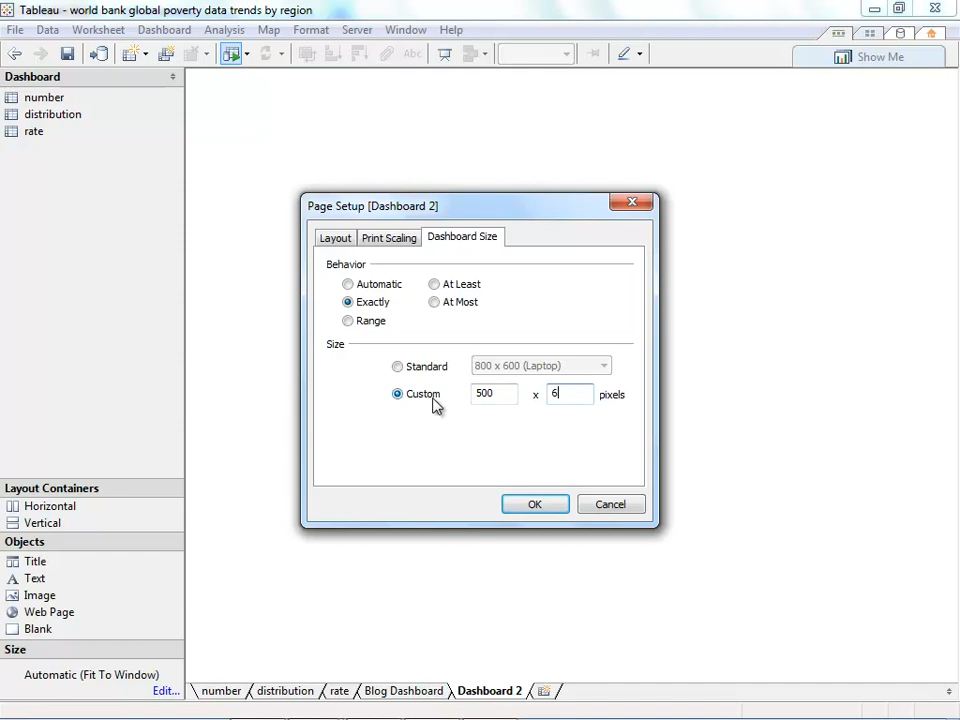 Tableau - world bank global poverty data trends by region
File Data Worksheet Dashboard Analysis Map Format Server Window Help
Abc
Show Me
Dashboard
number
distribution
rate
Page Setup [Dashboard 2]
Layout Print Scaling Dashboard Size
Behavior
Automatic At Least
Exactly At Most
Range
Size
Standard 800 x 600 (Laptop)
Custom 500 x 6 pixels
OK Cancel
Layout Containers
Horizontal
Vertical
Objects
Title
A Text
Image
Web Page
Blank
Size
Automatic (Fit To Window)
Edit...
number distribution rate Blog Dashboard Dashboard 2